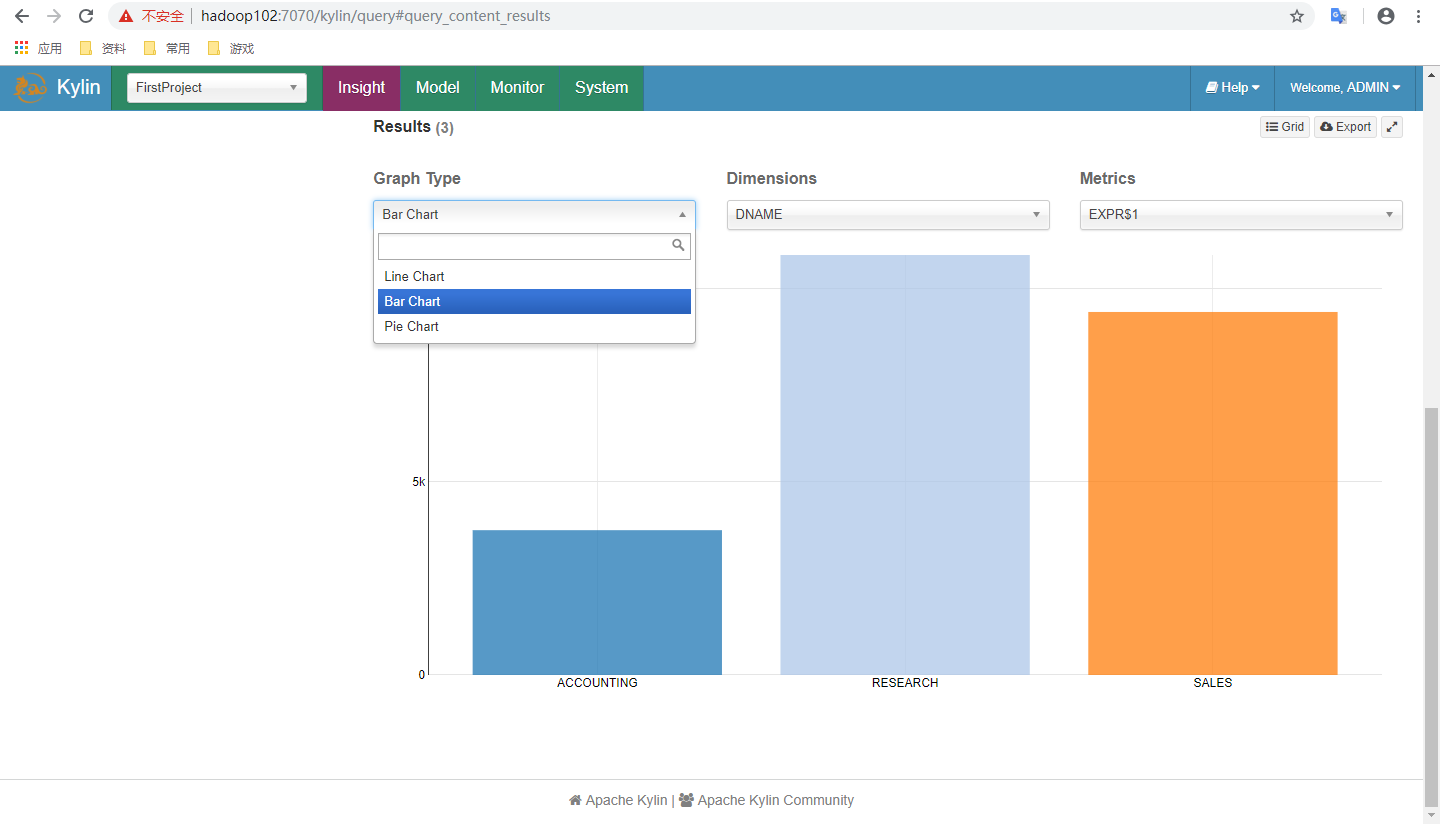 不安全 hadoop102:7070/kylin/query#query_content_results
应用 资料 常用 游戏
Kylin FirstProject Insight Model Monitor System Help Welcome, ADMIN
Results (3) Grid Export
Graph Type Dimensions Metrics
Bar Chart DNAME EXPR$1
Line Chart
Bar Chart
Pie Chart
5k
0
ACCOUNTING RESEARCH SALES
Apache Kylin | Apache Kylin Community